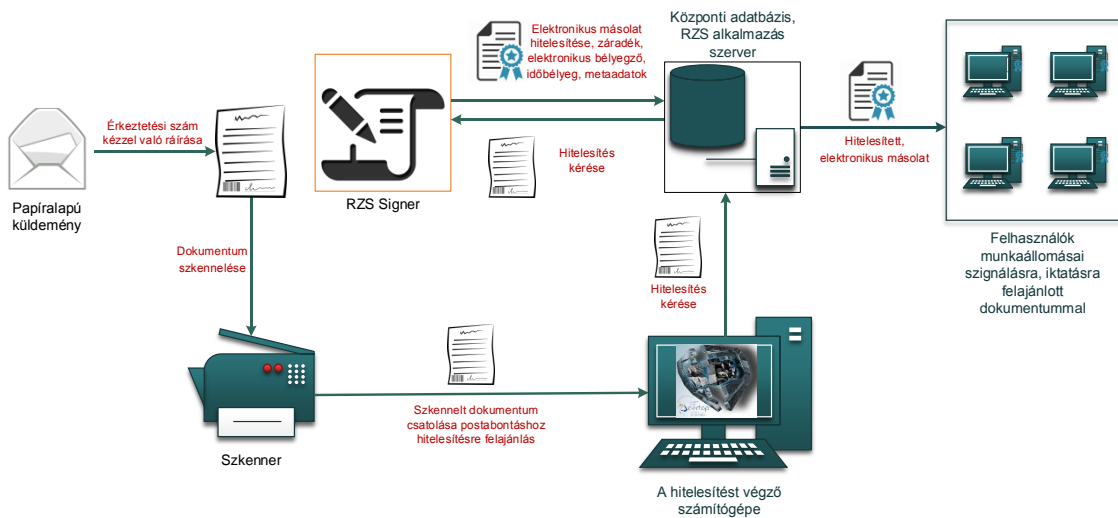 Központi adatbázis,
RZS alkalmazás
szerver
Elektronikus másolat
hitelesítése, záradék,
elektronikus bélyegző,
időbélyeg, metaadatok
Érkeztetési szám
kézzel való ráírása
Hitelesítés
kérése
Hitelesített,
elektronikus másolat
RZS Signer
Papíralapú
küldemény
Dokumentum
szkennelése
Hitelesítés
kérése
Felhasználók
munkaállomásai
szignálásra, iktatásra
felajánlott
dokumentummal
Szkennelt dokumentum
csatolása postabontáshoz
hitelesítésre felajánlás
Szkenner
A hitelesítést végző
számítógépe